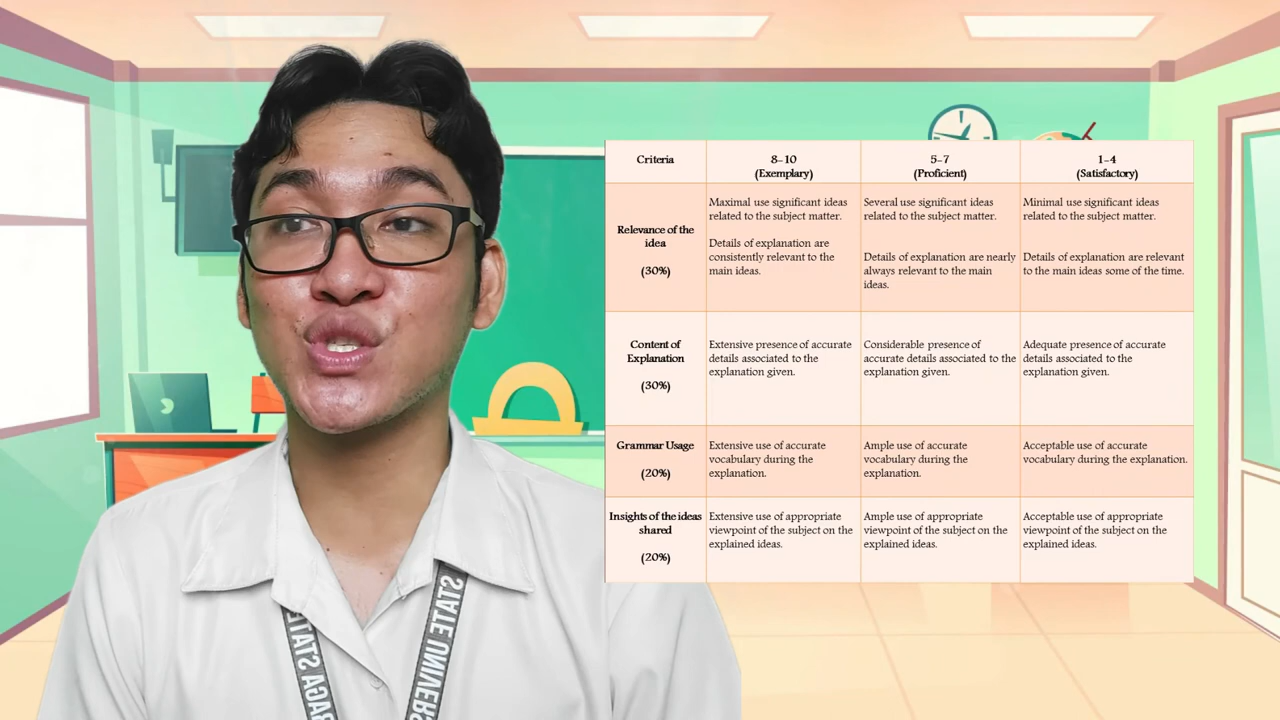 Criteria
8-10
(Exemplary)
5-7
(Proficient)
1-4
(Satisfactory)
Relevance of the
idea
(30%)
Maximal use significant ideas
related to the subject matter.
Details of explanation are
consistently relevant to the
main ideas.
Several use significant ideas
related to the subject matter.
Details of explanation are nearly
always relevant to the main
ideas.
Minimal use significant ideas
related to the subject matter.
Details of explanation are relevant
to the main ideas some of the time.
Content of
Explanation
(30%)
Extensive presence of accurate
details associated to the
explanation given.
Considerable presence of
accurate details associated to the
explanation given.
Adequate presence of accurate
details associated to the
explanation given.
Grammar Usage
(20%)
Extensive use of accurate
vocabulary during the
explanation.
Ample use of accurate
vocabulary during the
explanation.
Acceptable use of accurate
vocabulary during the explanation.
Insights of the ideas
shared
(20%)
Extensive use of appropriate
viewpoint of the subject on the
explained ideas.
Ample use of appropriate
viewpoint of the subject on the
explained ideas.
Acceptable use of appropriate
viewpoint of the subject on the
explained ideas.
STATE
STATE